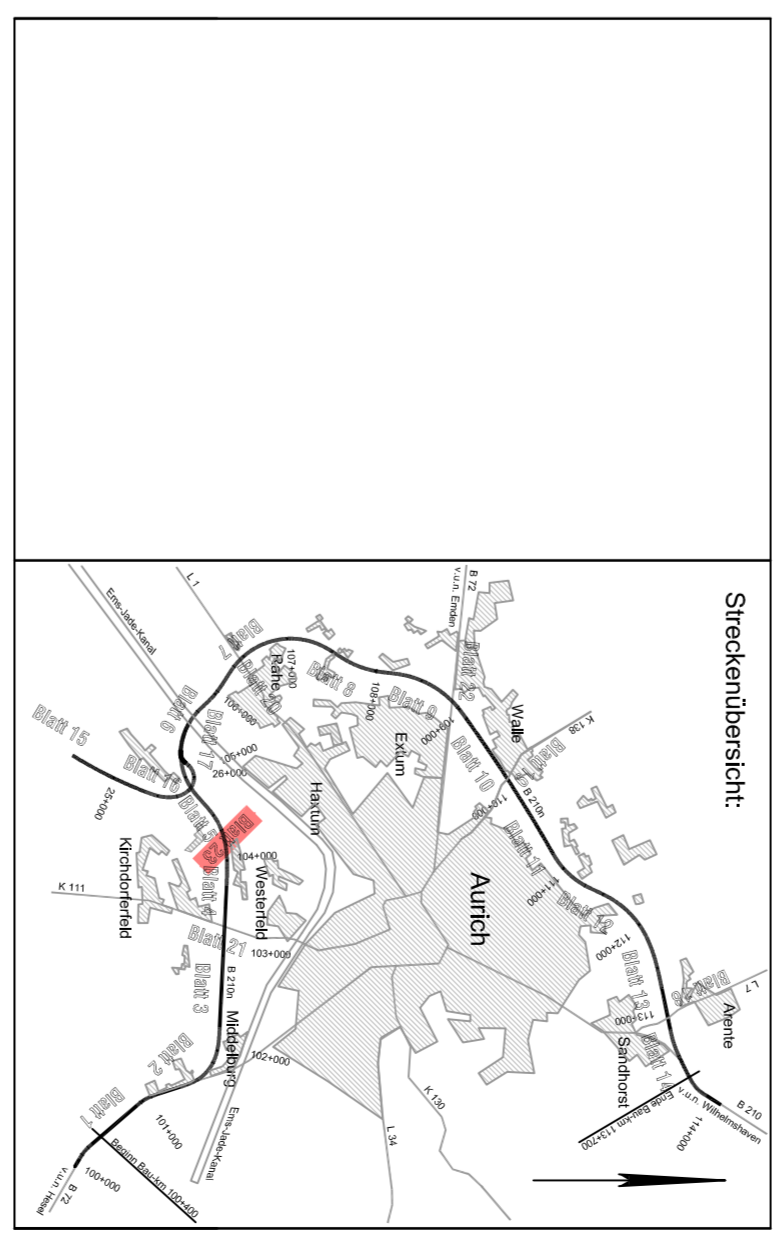 Streckenübersicht:
B 72
v.u.n. Emden
L 1
Ems-Jade-Kanal
K 138
Walle
Blatt 22
Blatt 7
Rahe
107+000
Blatt 8
108+000
Blatt 9
109+000
Blatt 20
106+000
Extum
Blatt 10
110+000
B 210n
Blatt 6
Blatt 17
105+000
26+000
Blatt 15
Blatt 16
25+000
Haxtum
Blatt 11
111+000
Blatt 5
Blatt 23
104+000
Blatt 4
Kirchdorferfeld
Westerfeld
K 111
Aurich
Blatt 12
112+000
Blatt 21
103+000
Blatt 3
B 210n
Blatt 13
113+000
L 7
Arente
Sandhorst
Blatt 14
Middelburg
Blatt 2
102+000
Ems-Jade-Kanal
K 130
L 34
B 210
v.u.n. Wilhelmshaven
Ende Bau-km 113+700
114+000
Blatt 1
101+000
Beginn Bau-km 100+400
100+000
B 72
v.u.n. Hesel